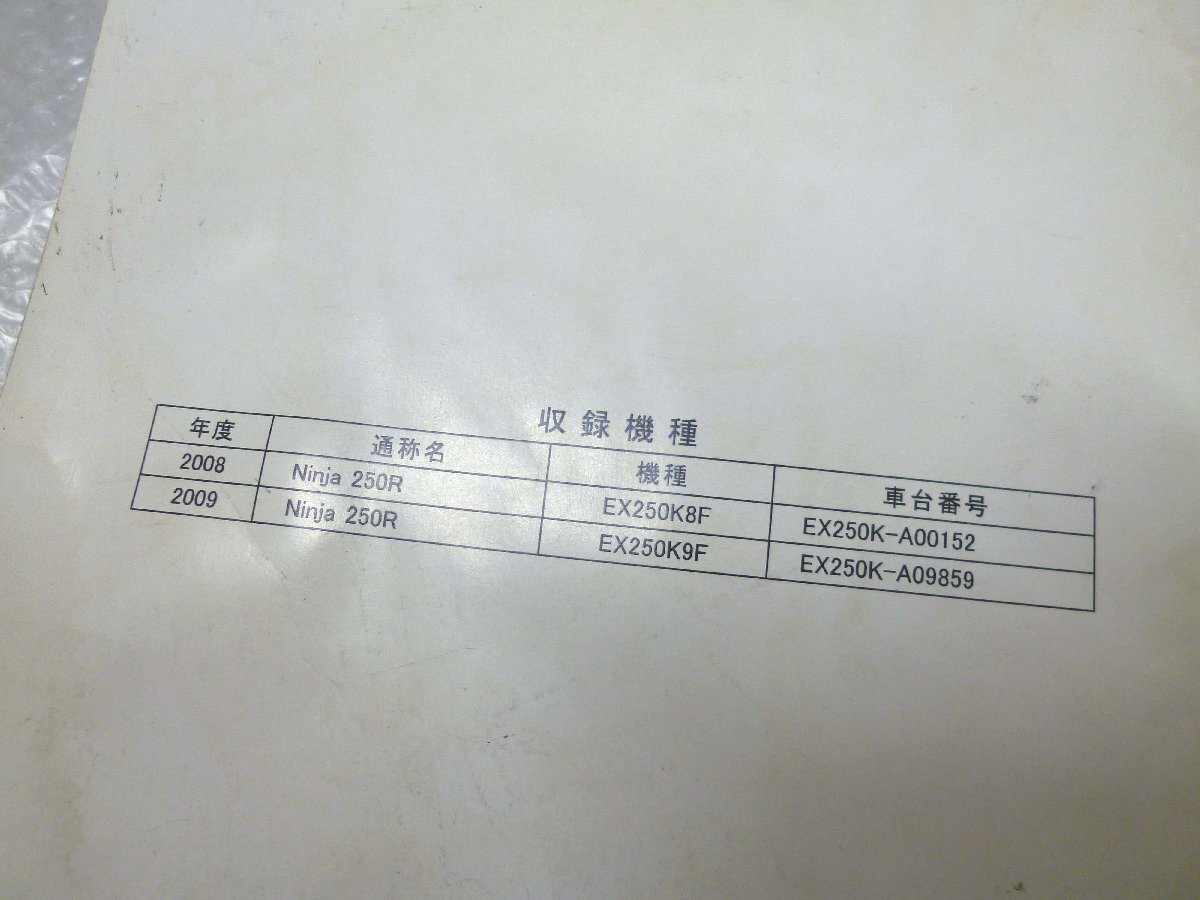 収録機種
年度 通称名 機種 車台番号
2008 Ninja 250R EX250K8F EX250K-A00152
2009 Ninja 250R EX250K9F EX250K-A09859